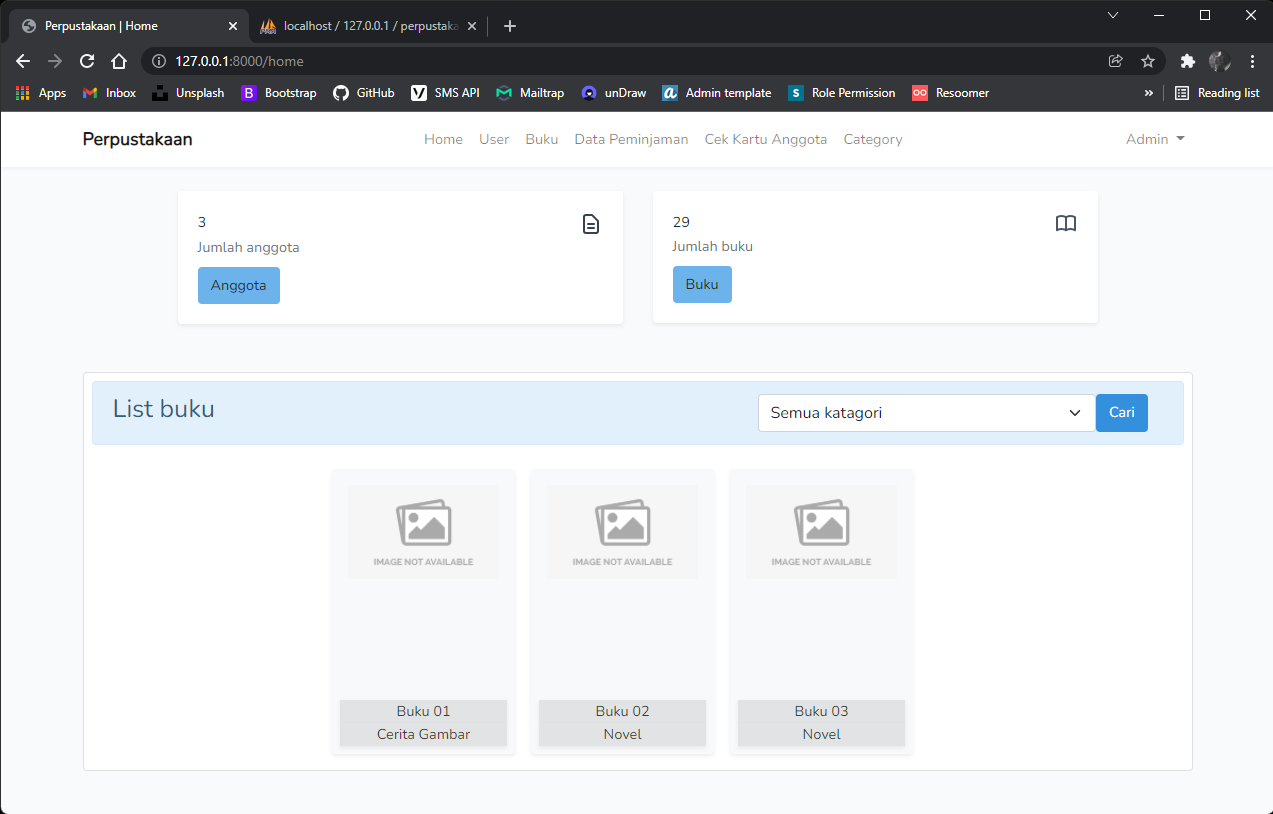 Perpustakaan | Home
localhost / 127.0.0.1 / perpustaka
127.0.0.1:8000/home
Apps Inbox Unsplash Bootstrap GitHub SMS API Mailtrap unDraw Admin template Role Permission Resoomer » Reading list
Perpustakaan Home User Buku Data Peminjaman Cek Kartu Anggota Category Admin
3
Jumlah anggota
Anggota
29
Jumlah buku
Buku
List buku Semua katagori Cari
IMAGE NOT AVAILABLE IMAGE NOT AVAILABLE IMAGE NOT AVAILABLE
Buku 01 Buku 02 Buku 03
Cerita Gambar Novel Novel